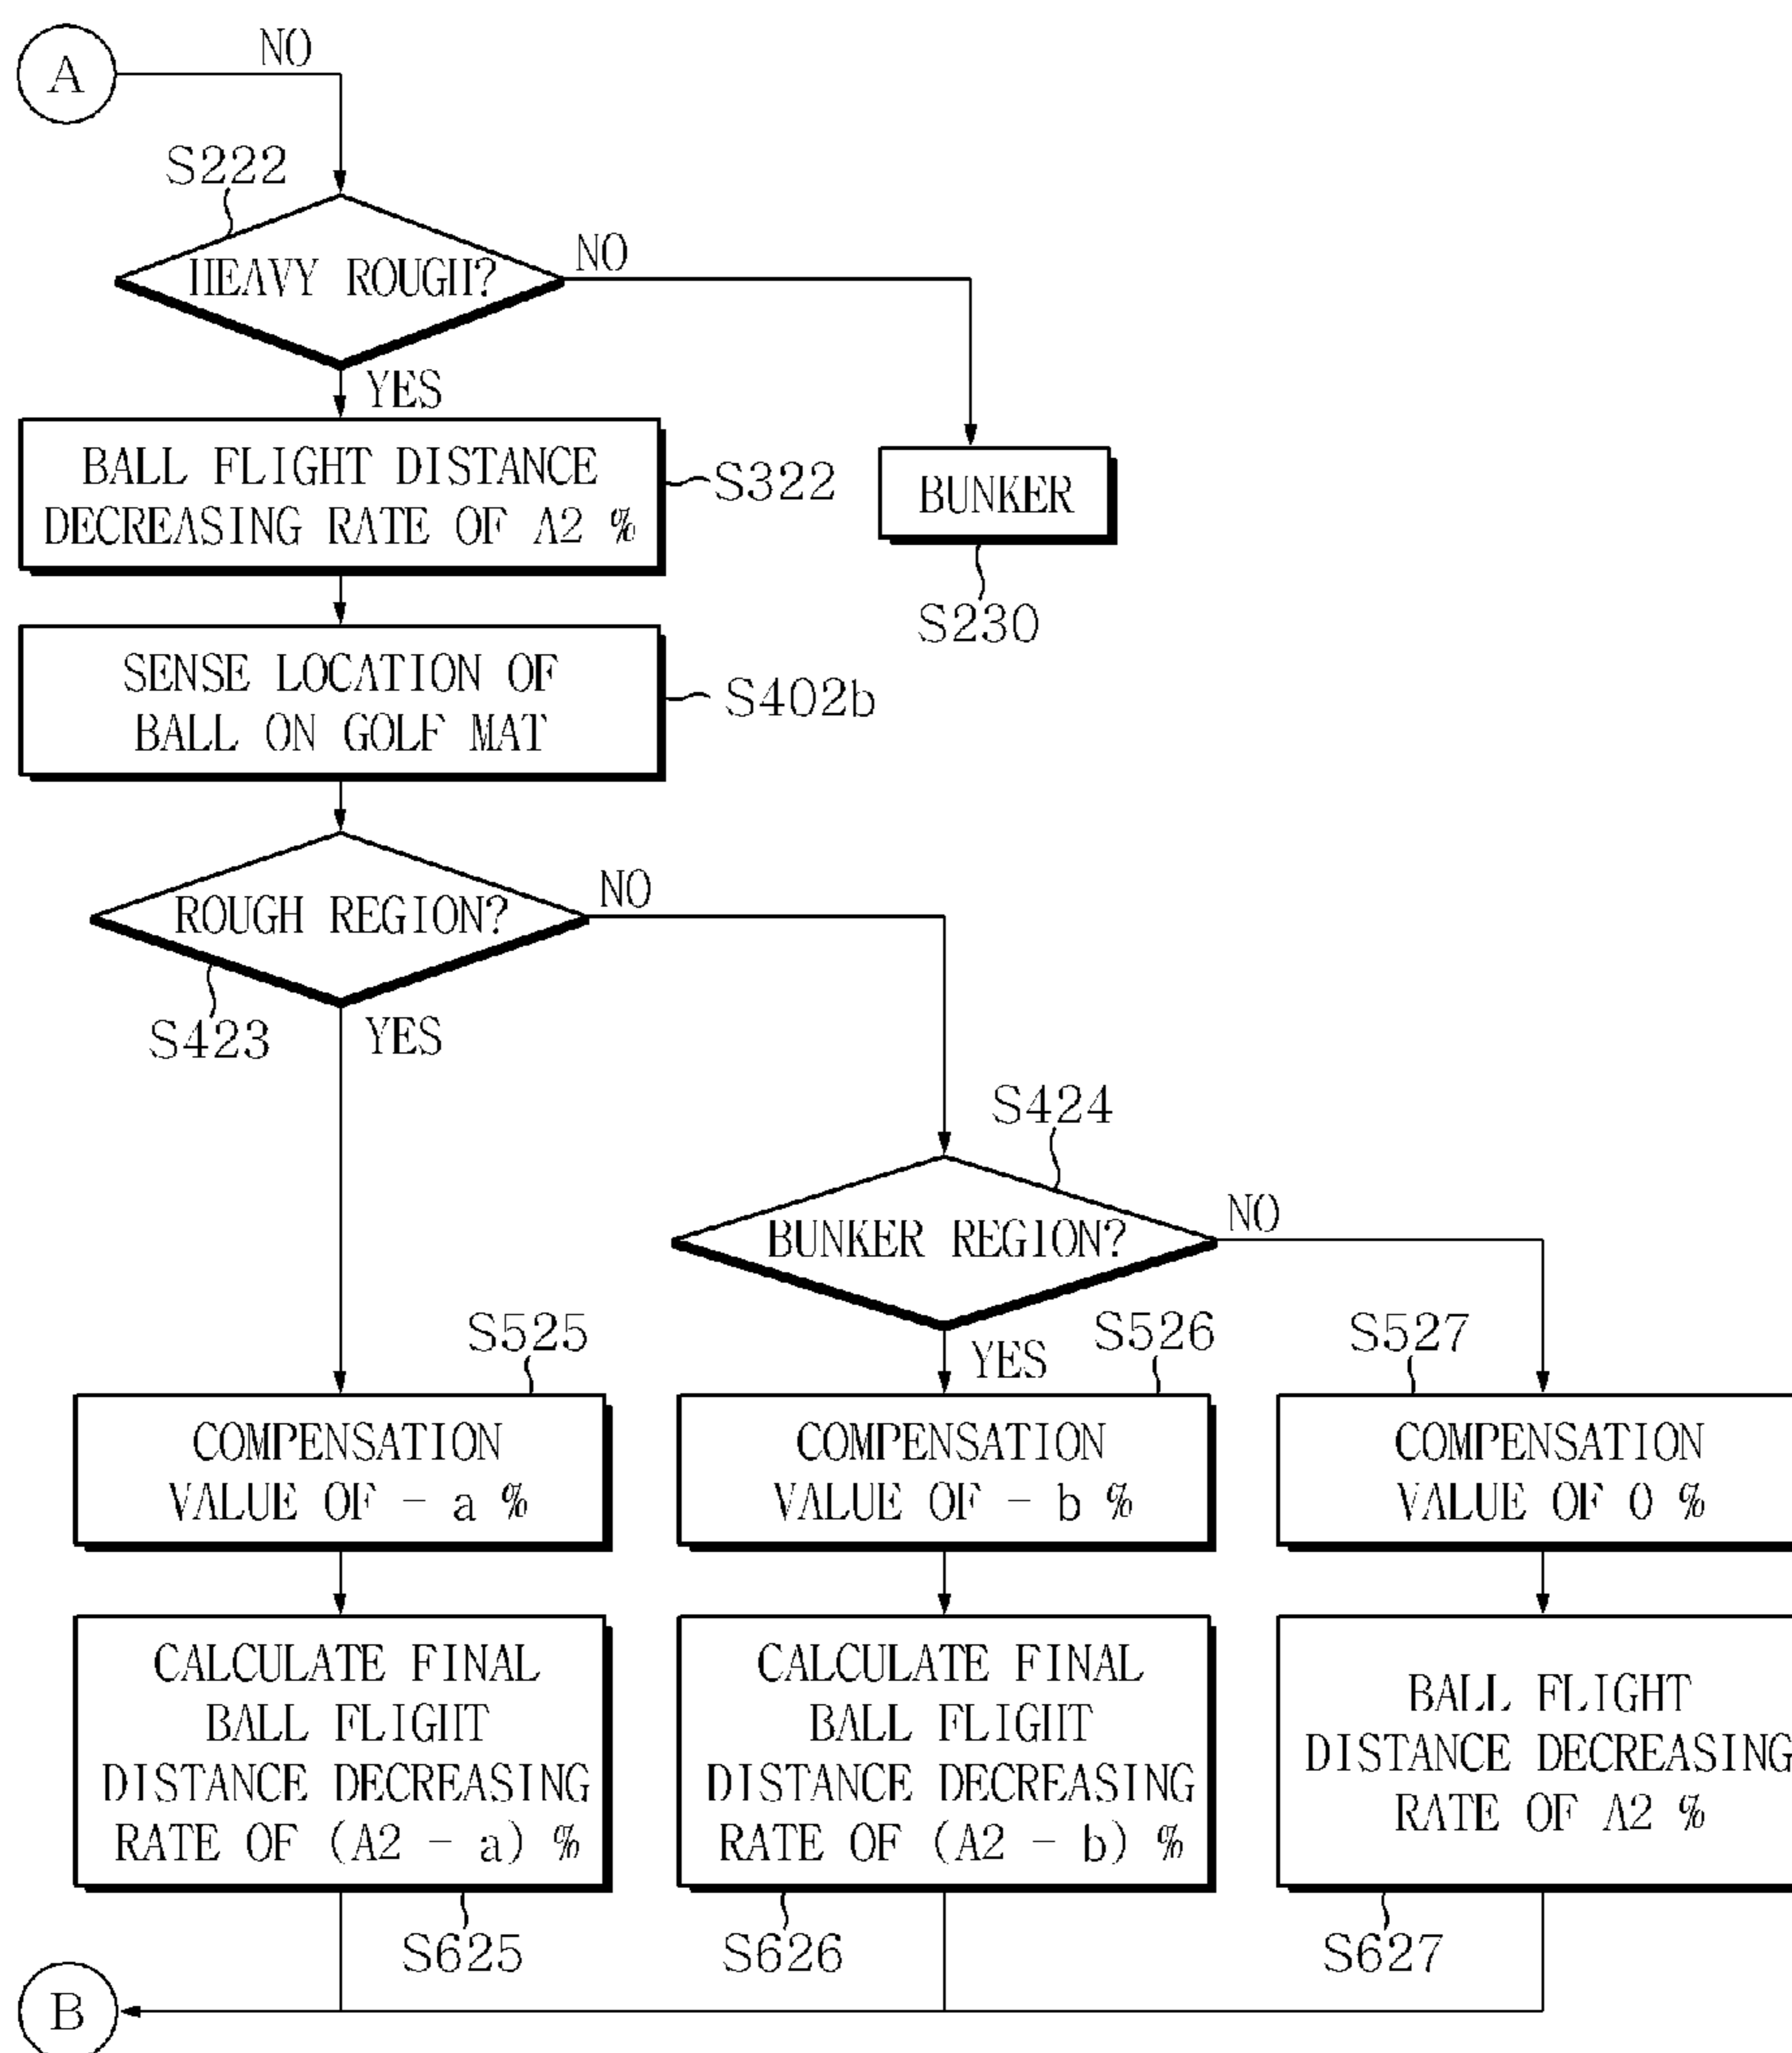 A
NO
S222
HEAVY ROUGH?
NO
YES
BALL FLIGHT DISTANCE
DECREASING RATE OF A2 %
S322
BUNKER
S230
SENSE LOCATION OF
BALL ON GOLF MAT
S402b
ROUGH REGION?
NO
S423
YES
S424
BUNKER REGION?
NO
YES
S525
S526
S527
COMPENSATION
VALUE OF - a %
COMPENSATION
VALUE OF - b %
COMPENSATION
VALUE OF 0 %
CALCULATE FINAL
BALL FLIGHT
DISTANCE DECREASING
RATE OF (A2 - a) %
CALCULATE FINAL
BALL FLIGHT
DISTANCE DECREASING
RATE OF (A2 - b) %
BALL FLIGHT
DISTANCE DECREASING
RATE OF A2 %
S625
S626
S627
B